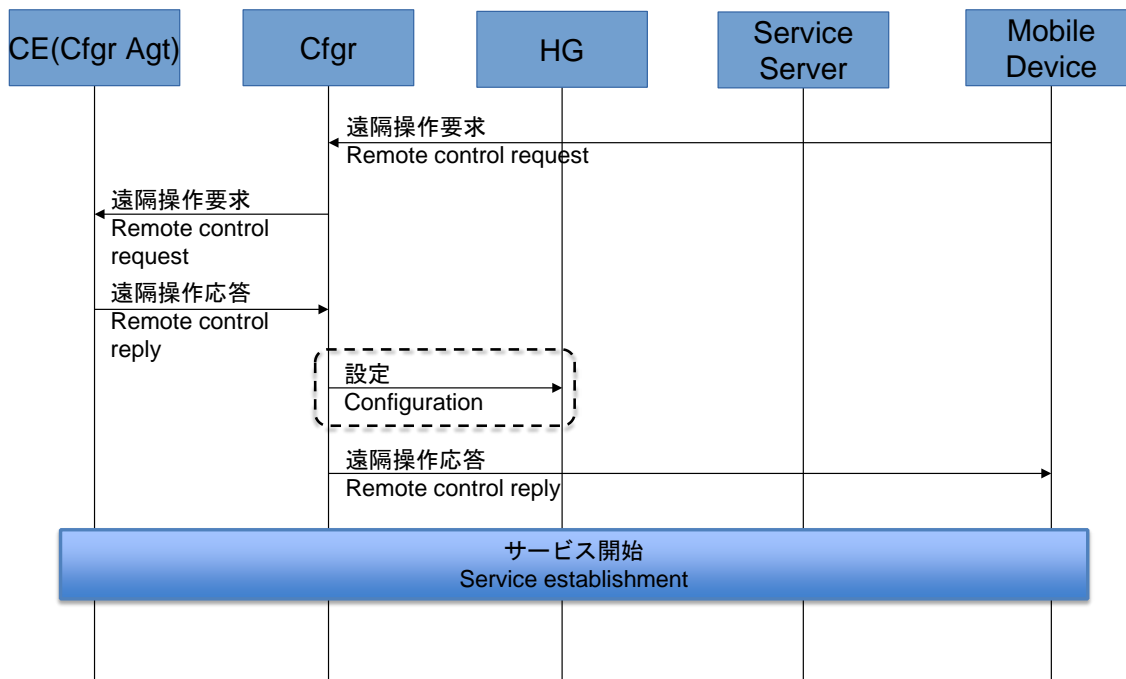 CE(Cfgr Agt)
Cfgr
HG
Service
Server
Mobile
Device
遠隔操作要求
Remote control request
遠隔操作要求
Remote control
request
遠隔操作応答
Remote control
reply
設定
Configuration
遠隔操作応答
Remote control reply
サービス開始
Service establishment